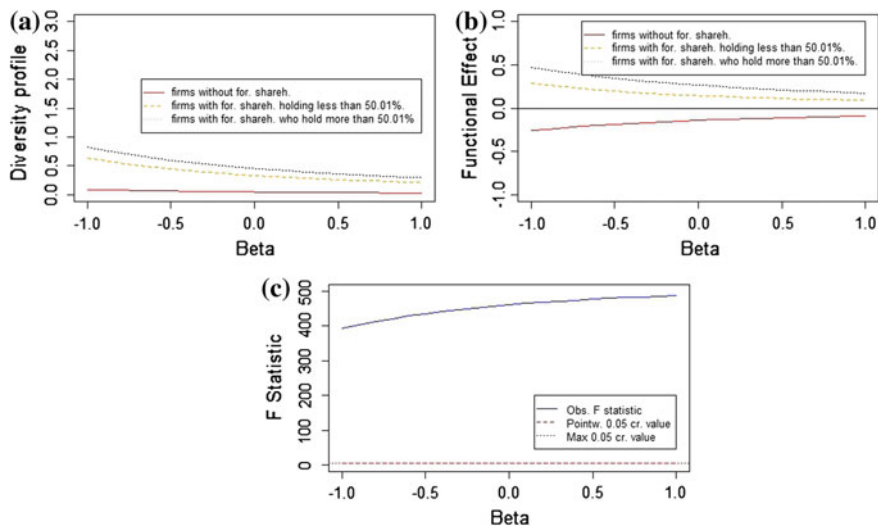 (a)
Diversity profile
3.0
2.5
2.0
1.5
1.0
0.5
0.0
firms without for. shareh.
firms with for. shareh. holding less than 50.01%.
firms with for. shareh. who hold more than 50.01%
-1.0 -0.5 0.0 0.5 1.0
Beta
(b)
Functional Effect
1.0
0.5
0.0
-0.5
-1.0
firms without for. shareh.
firms with for. shareh. holding less than 50.01%.
firms with for. shareh. who hold more than 50.01%.
-1.0 -0.5 0.0 0.5 1.0
Beta
(c)
F Statistic
500
400
300
200
100
0
Obs. F statistic
Pointw. 0.05 cr. value
Max 0.05 cr. value
-1.0 -0.5 0.0 0.5 1.0
Beta